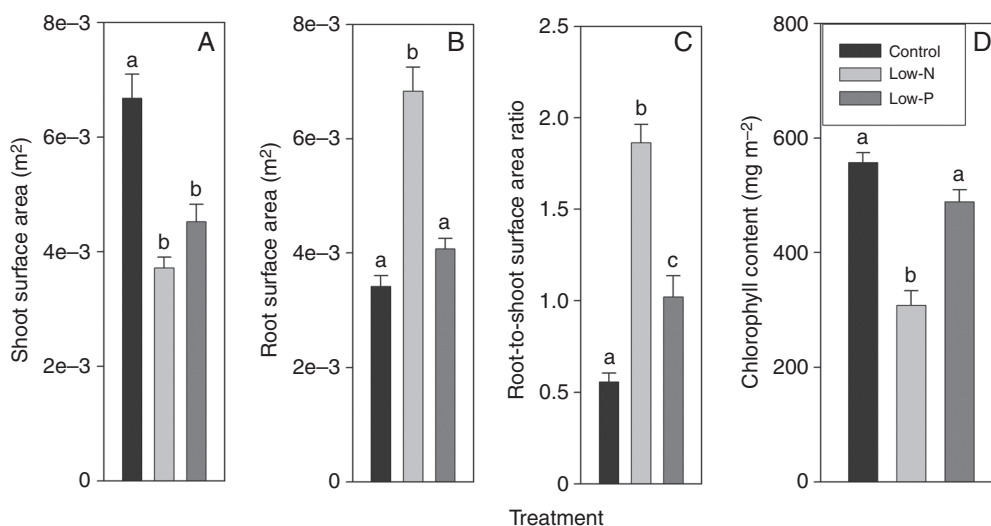 8e–3
6e–3
4e–3
2e–3
0
Shoot surface area (m²)
A
a
b
b
8e–3
6e–3
4e–3
2e–3
0
Root surface area (m²)
B
a
b
a
2.5
2.0
1.5
1.0
0.5
0
Root-to-shoot surface area ratio
C
a
b
c
800
600
400
200
0
Chlorophyll content (mg m⁻²)
D
Control
Low-N
Low-P
a
b
a
Treatment